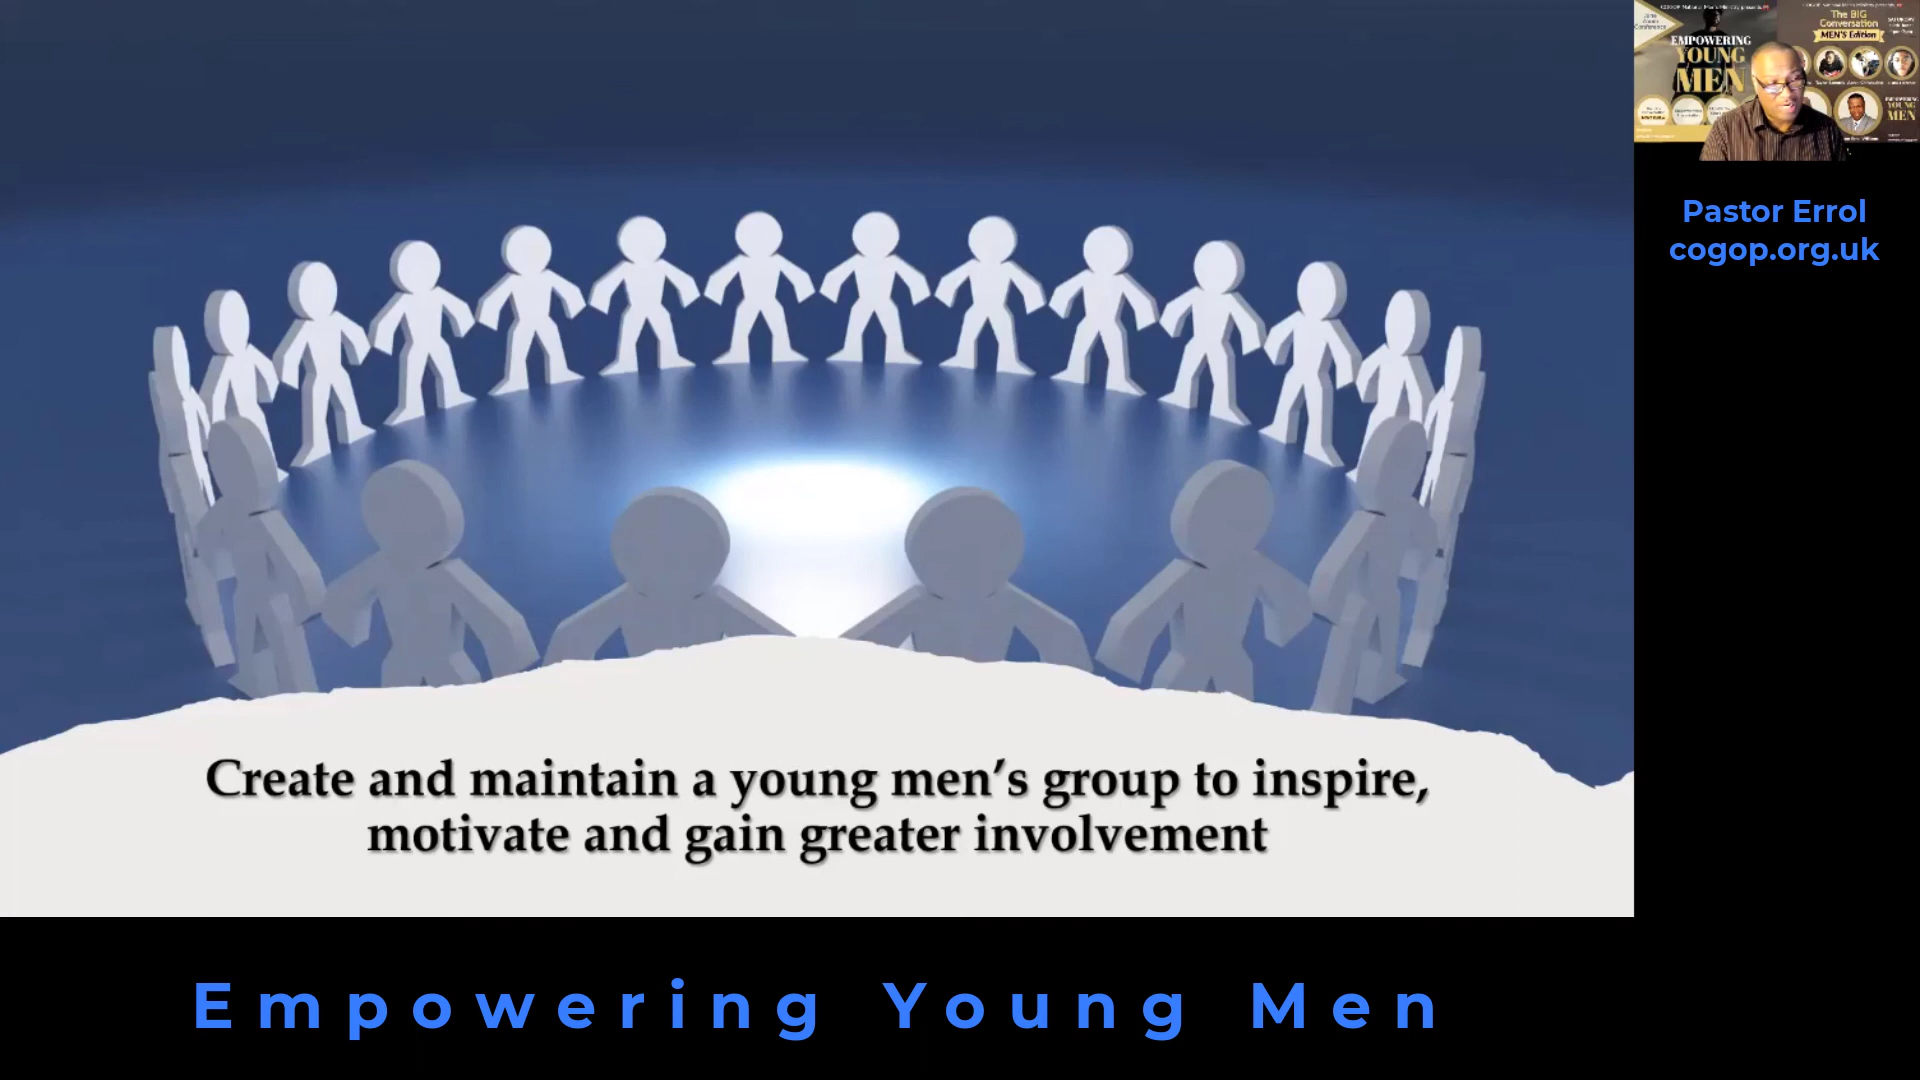 Create and maintain a young men’s group to inspire,
motivate and gain greater involvement
Pastor Errol
cogop.org.uk
EMPOWERING
YOUNG
MEN
The BIG
Conversation
MEN'S Edition
Empowering Young Men